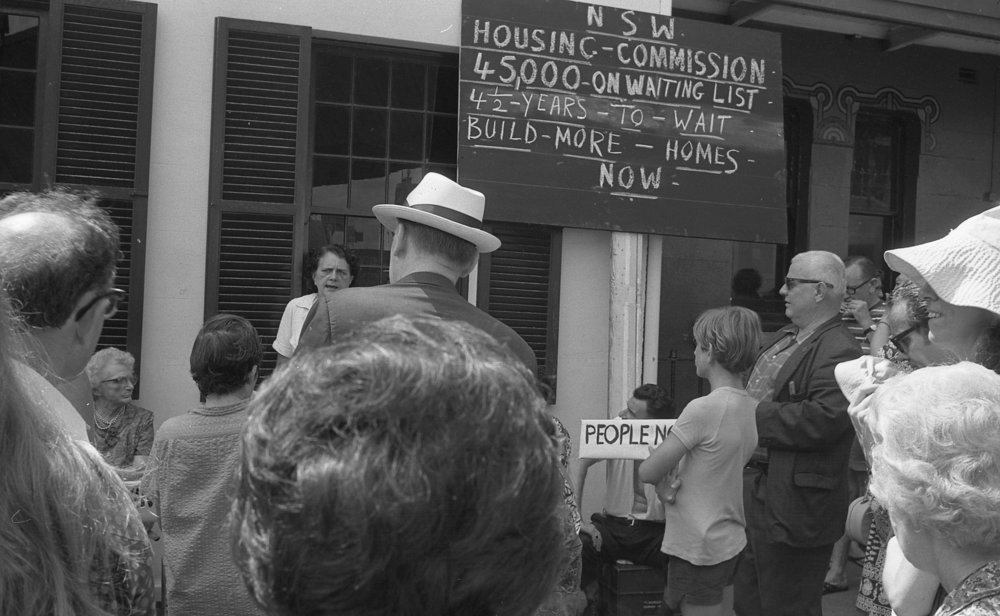 NSW
HOUSING-COMMISSION
45,000-ON WAITING LIST
4½-YEARS-TO-WAIT
BUILD-MORE-HOMES-
NOW-
PEOPLE